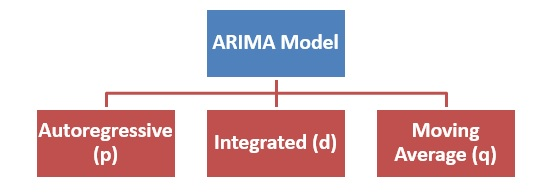 ARIMA Model
Autoregressive
(p)
Integrated (d)
Moving
Average (q)